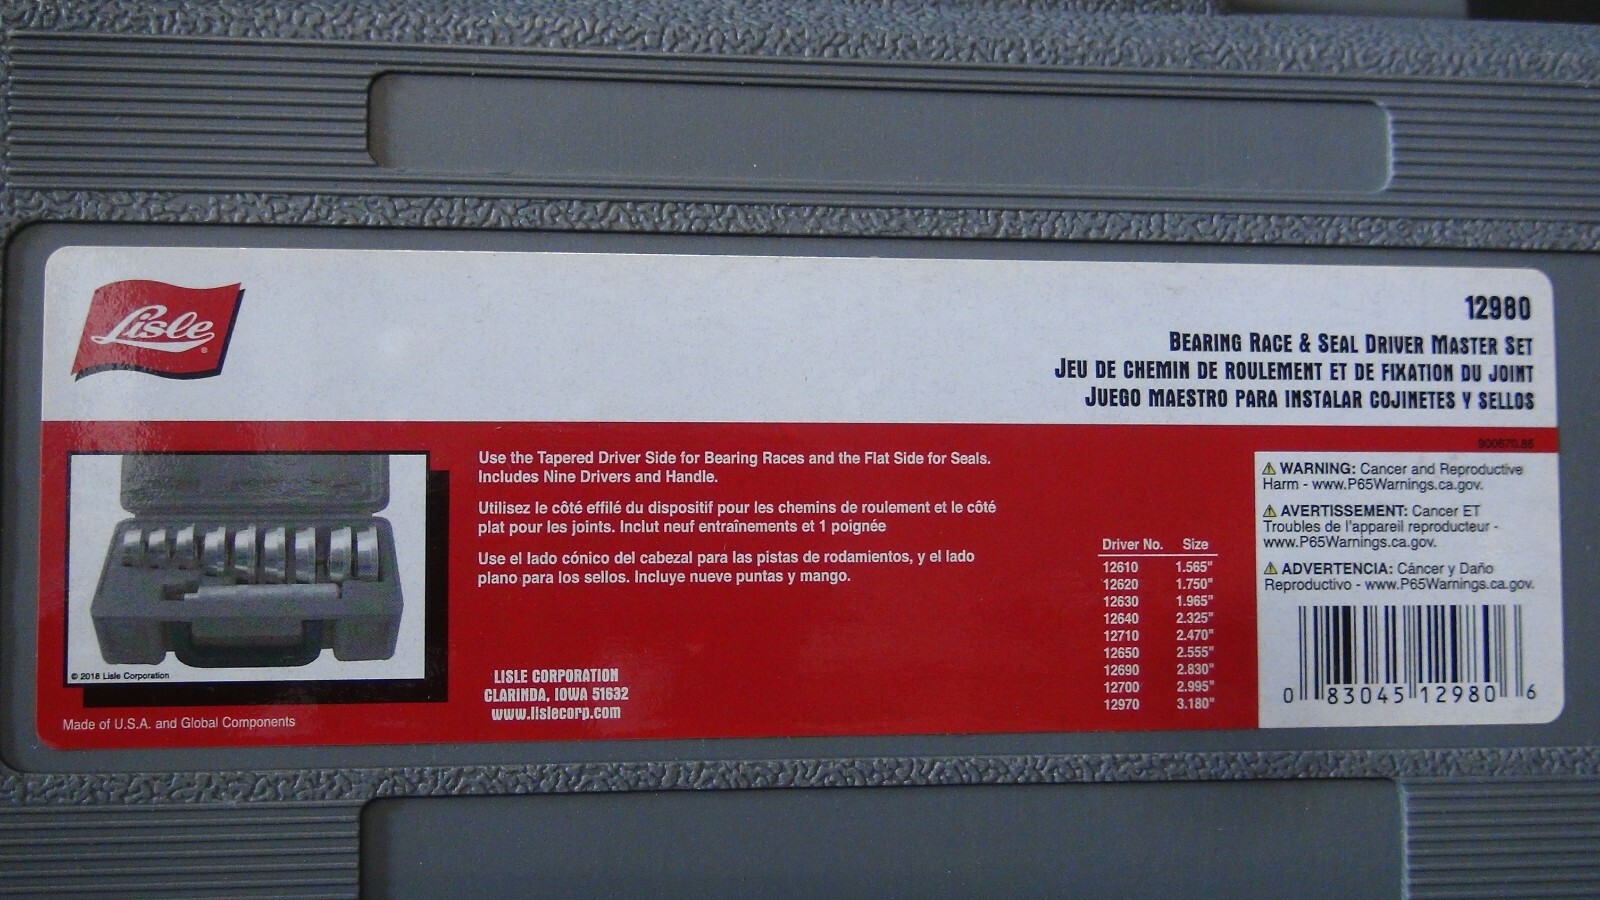 Lisle
12980
BEARING RACE & SEAL DRIVER MASTER SET
JEU DE CHEMIN DE ROULEMENT ET DE FIXATION DU JOINT
JUEGO MAESTRO PARA INSTALAR COJINETES Y SELLOS
© 2018 Lisle Corporation
Made of U.S.A. and Global Components
Use the Tapered Driver Side for Bearing Races and the Flat Side for Seals.
Includes Nine Drivers and Handle.
Utilisez le côté effilé du dispositif pour les chemins de roulement et le côté
plat pour les joints. Inclut neuf entraînements et 1 poignée
Use el lado cónico del cabezal para las pistas de rodamientos, y el lado
plano para los sellos. Incluye nueve puntas y mango.
LISLE CORPORATION
CLARINDA, IOWA 51632
www.lislecorp.com
Driver No. Size
12610 1.565"
12620 1.750"
12630 1.965"
12640 2.325"
12710 2.470"
12650 2.555"
12690 2.830"
12700 2.995"
12970 3.180"
⚠ WARNING: Cancer and Reproductive
Harm - www.P65Warnings.ca.gov.
⚠ AVERTISSEMENT: Cancer ET
Troubles de l'appareil reproducteur -
www.P65Warnings.ca.gov.
⚠ ADVERTENCIA: Cáncer y Daño
Reproductivo - www.P65Warnings.ca.gov.
0 83045 12980 6